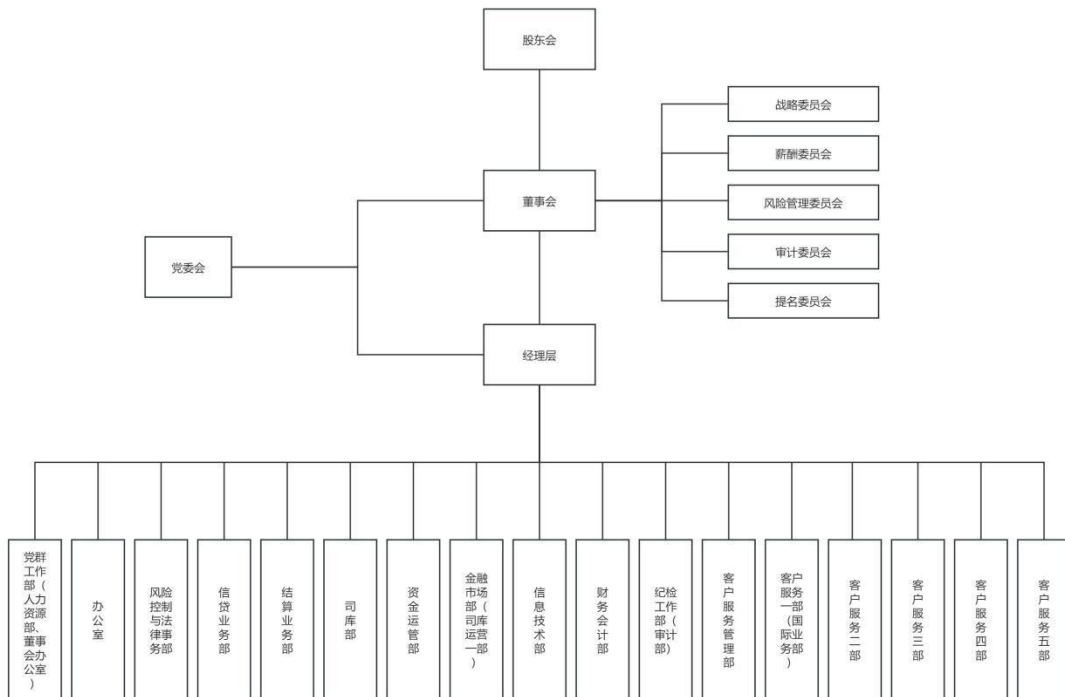 股东会
战略委员会
薪酬委员会
董事会
风险管理委员会
审计委员会
党委会
提名委员会
经理层
党群工作部（人力资源部、董事会办公室）
办公室
风险控制与法律事务部
信贷业务部
结算业务部
司库部
资金运管部
金融市场部（司库运营一部）
信息技术部
财务会计部
纪检工作部（审计部）
客户服务管理部
客户服务一部（国际业务部）
客户服务二部
客户服务三部
客户服务四部
客户服务五部